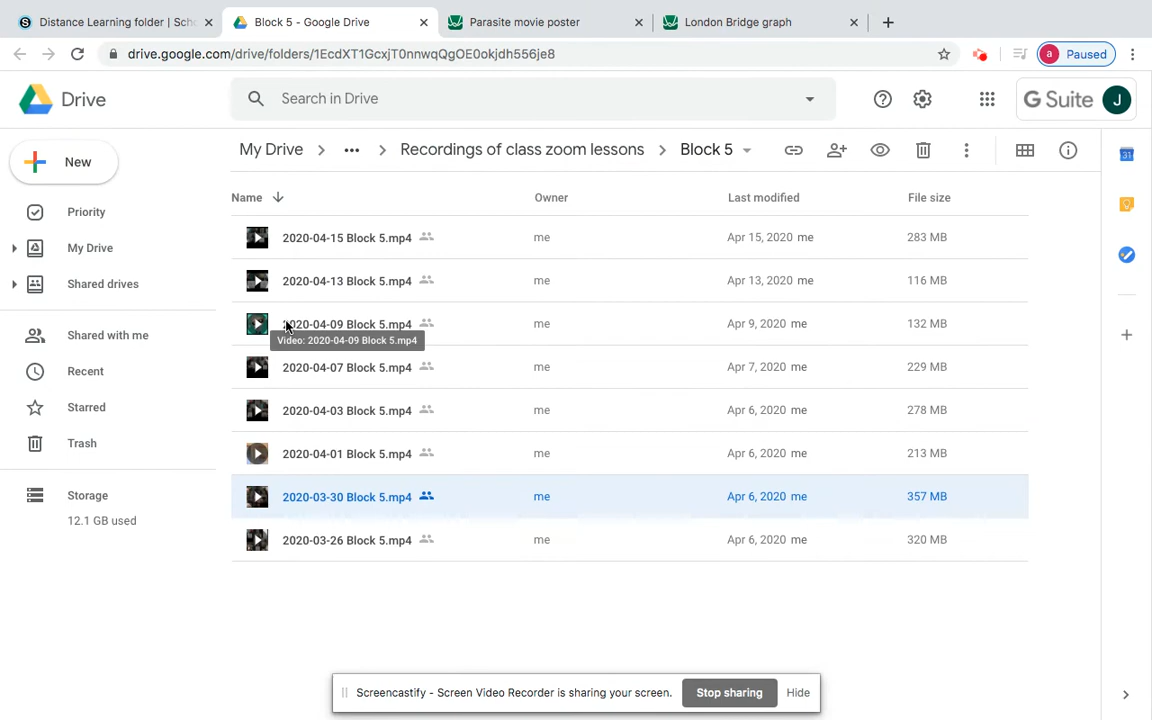 Distance Learning folder | Sch
Block 5 - Google Drive
Parasite movie poster
London Bridge graph
drive.google.com/drive/folders/1EcdXT1GcxjT0nnwqQgOE0okjdh556je8
a Paused
Drive
Search in Drive
G Suite J
New
My Drive > ... > Recordings of class zoom lessons > Block 5
Name
Owner
Last modified
File size
Priority
My Drive
Shared drives
Shared with me
Recent
Starred
Trash
Storage
12.1 GB used
2020-04-15 Block 5.mp4 me Apr 15, 2020 me 283 MB
2020-04-13 Block 5.mp4 me Apr 13, 2020 me 116 MB
2020-04-09 Block 5.mp4 me Apr 9, 2020 me 132 MB
Video: 2020-04-09 Block 5.mp4
2020-04-07 Block 5.mp4 me Apr 7, 2020 me 229 MB
2020-04-03 Block 5.mp4 me Apr 6, 2020 me 278 MB
2020-04-01 Block 5.mp4 me Apr 6, 2020 me 213 MB
2020-03-30 Block 5.mp4 me Apr 6, 2020 me 357 MB
2020-03-26 Block 5.mp4 me Apr 6, 2020 me 320 MB
31
Screencastify - Screen Video Recorder is sharing your screen.
Stop sharing
Hide